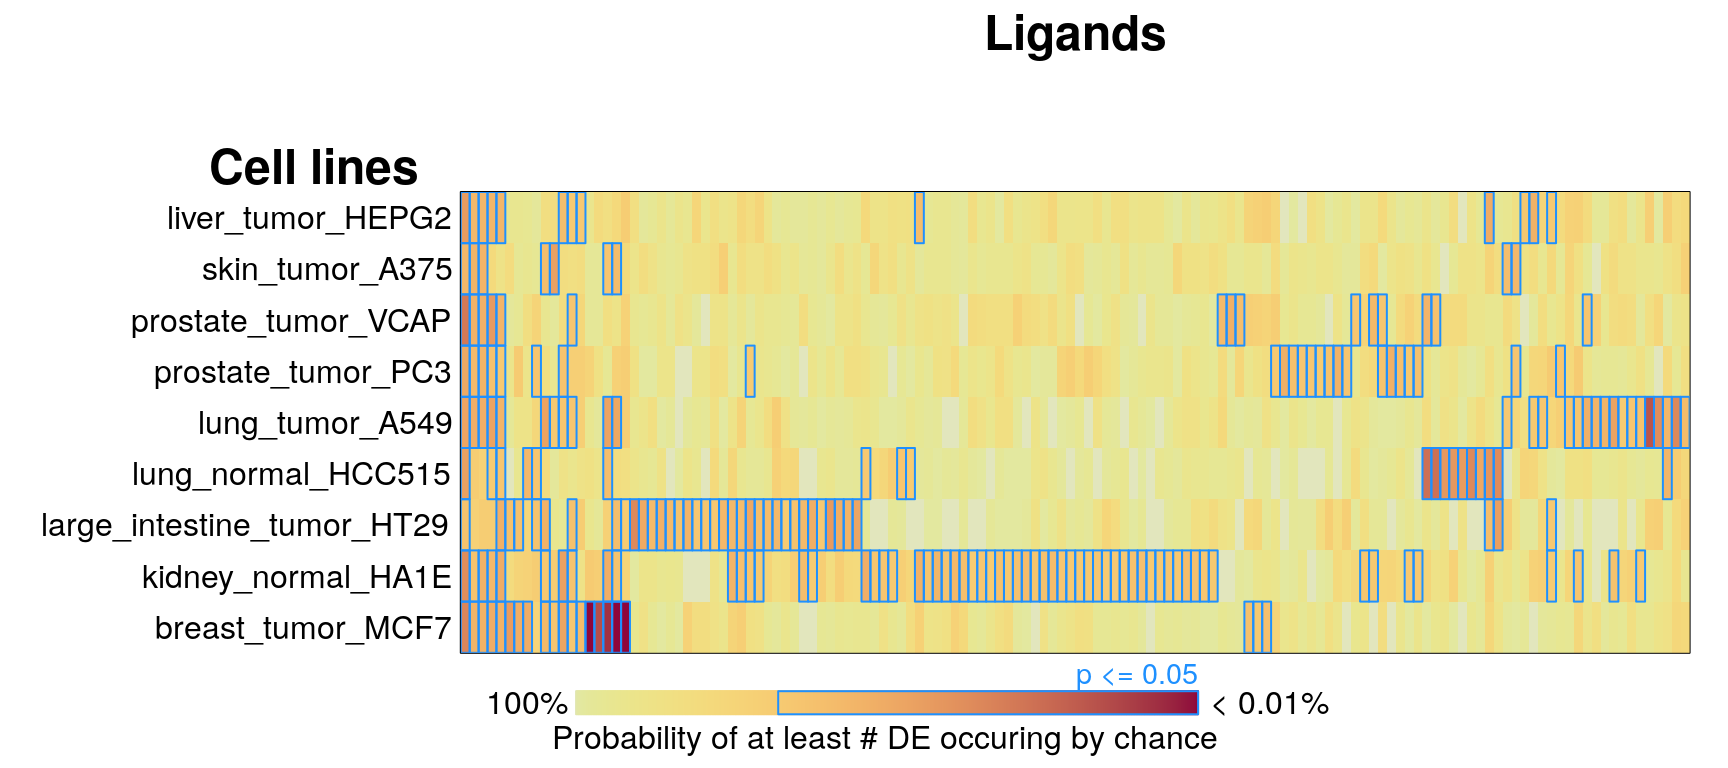 Ligands
Cell lines
liver_tumor_HEPG2
skin_tumor_A375
prostate_tumor_VCAP
prostate_tumor_PC3
lung_tumor_A549
lung_normal_HCC515
large_intestine_tumor_HT29
kidney_normal_HA1E
breast_tumor_MCF7
p <= 0.05
100% < 0.01%
Probability of at least # DE occuring by chance